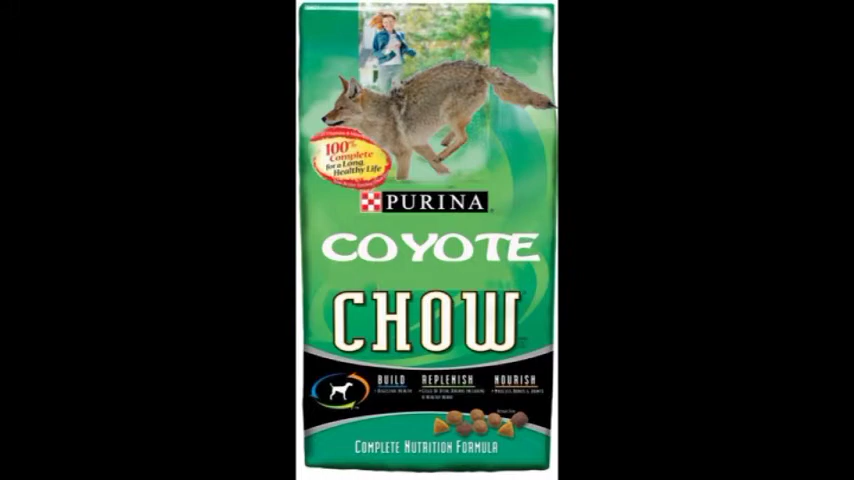 100%
Complete
for a Long,
Healthy Life
PURINA
COYOTE
CHOW
BUILD REPLENISH NOURISH
COMPLETE NUTRITION FORMULA